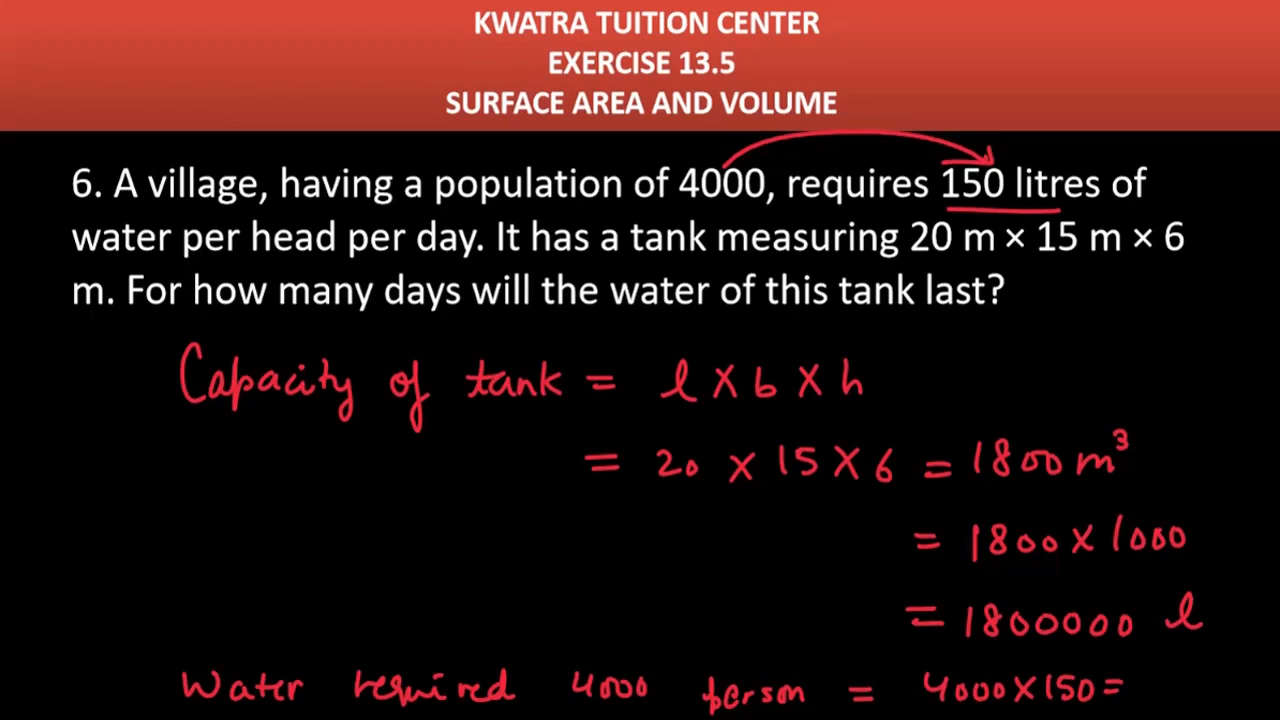 KWATRA TUITION CENTER
EXERCISE 13.5
SURFACE AREA AND VOLUME
6. A village, having a population of 4000, requires 150 litres of
water per head per day. It has a tank measuring 20 m × 15 m × 6
m. For how many days will the water of this tank last?
Capacity of tank = l × b × h
= 20 × 15 × 6 = 1800 m³
= 1800 × 1000
= 1800000 l
Water required 4000 person = 4000 × 150 =